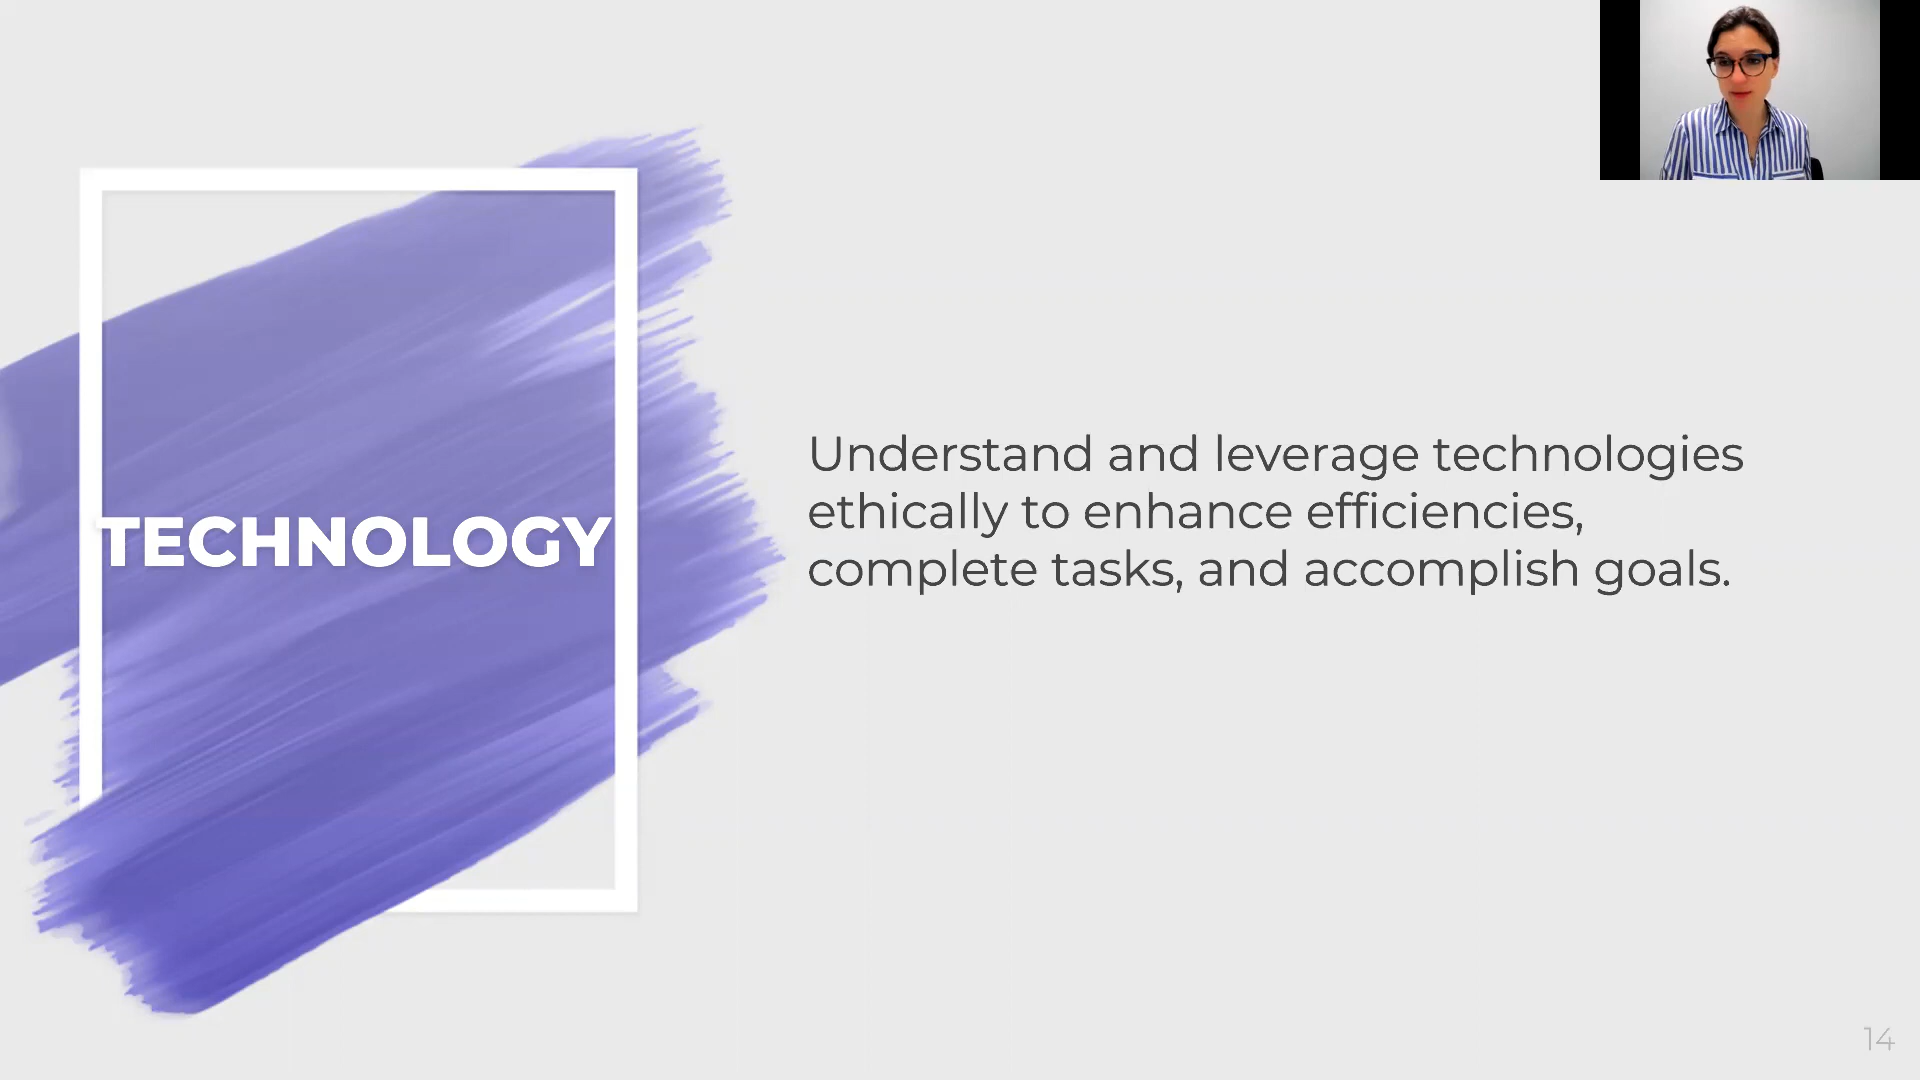 TECHNOLOGY
Understand and leverage technologies
ethically to enhance efficiencies,
complete tasks, and accomplish goals.
14